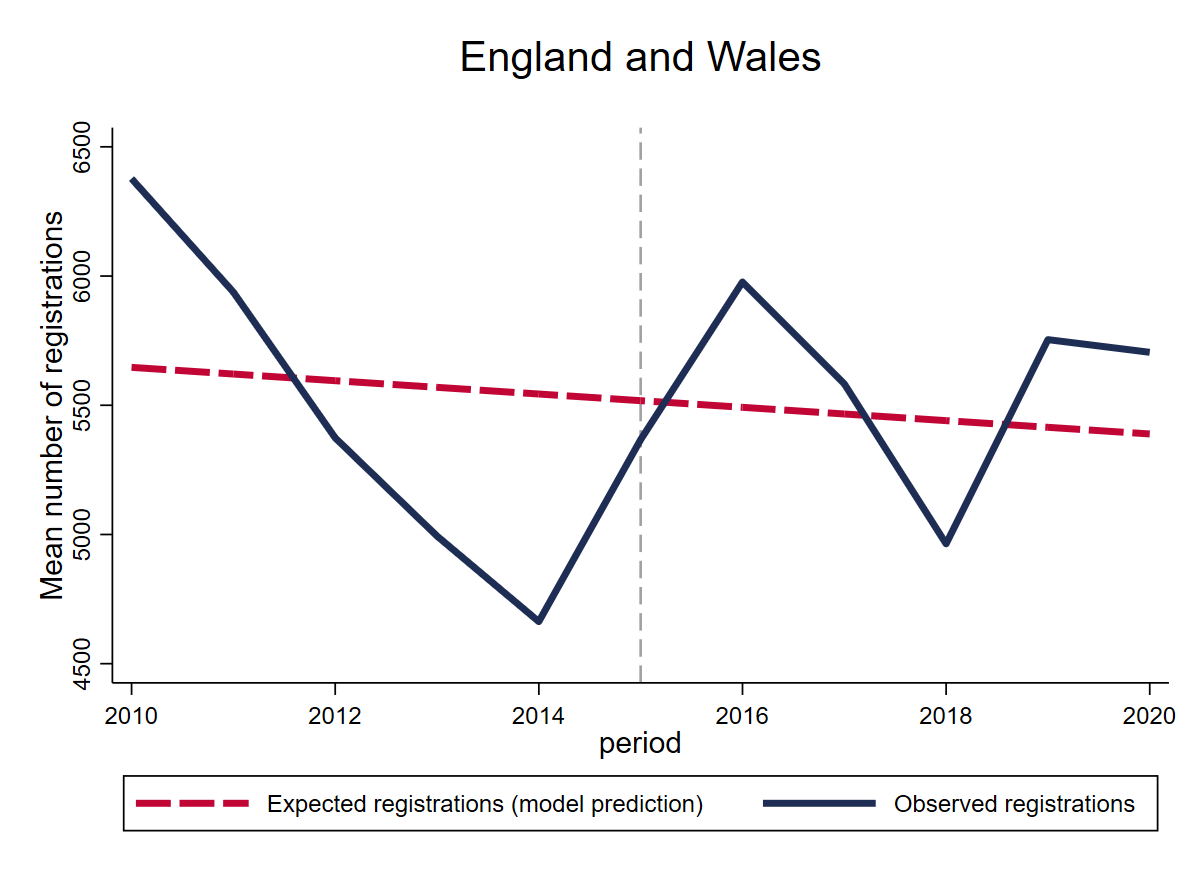 England and Wales
Mean number of registrations
6500
6000
5500
5000
4500
2010 2012 2014 2016 2018 2020
period
Expected registrations (model prediction) Observed registrations